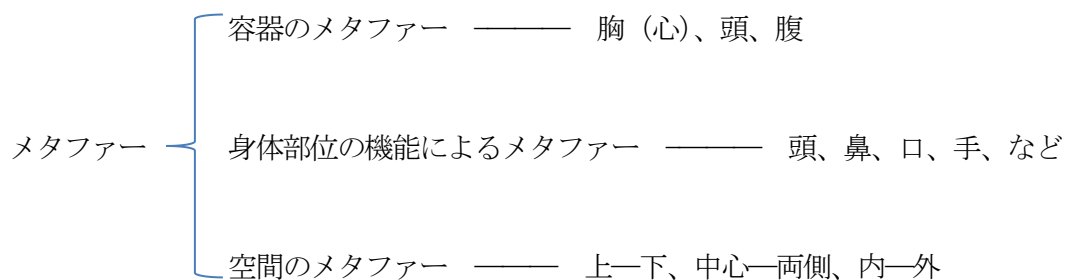 容器のメタファー ――― 胸（心）、頭、腹
メタファー 身体部位の機能によるメタファー ――― 頭、鼻、口、手、など
空間のメタファー ――― 上―下、中心―両側、内―外